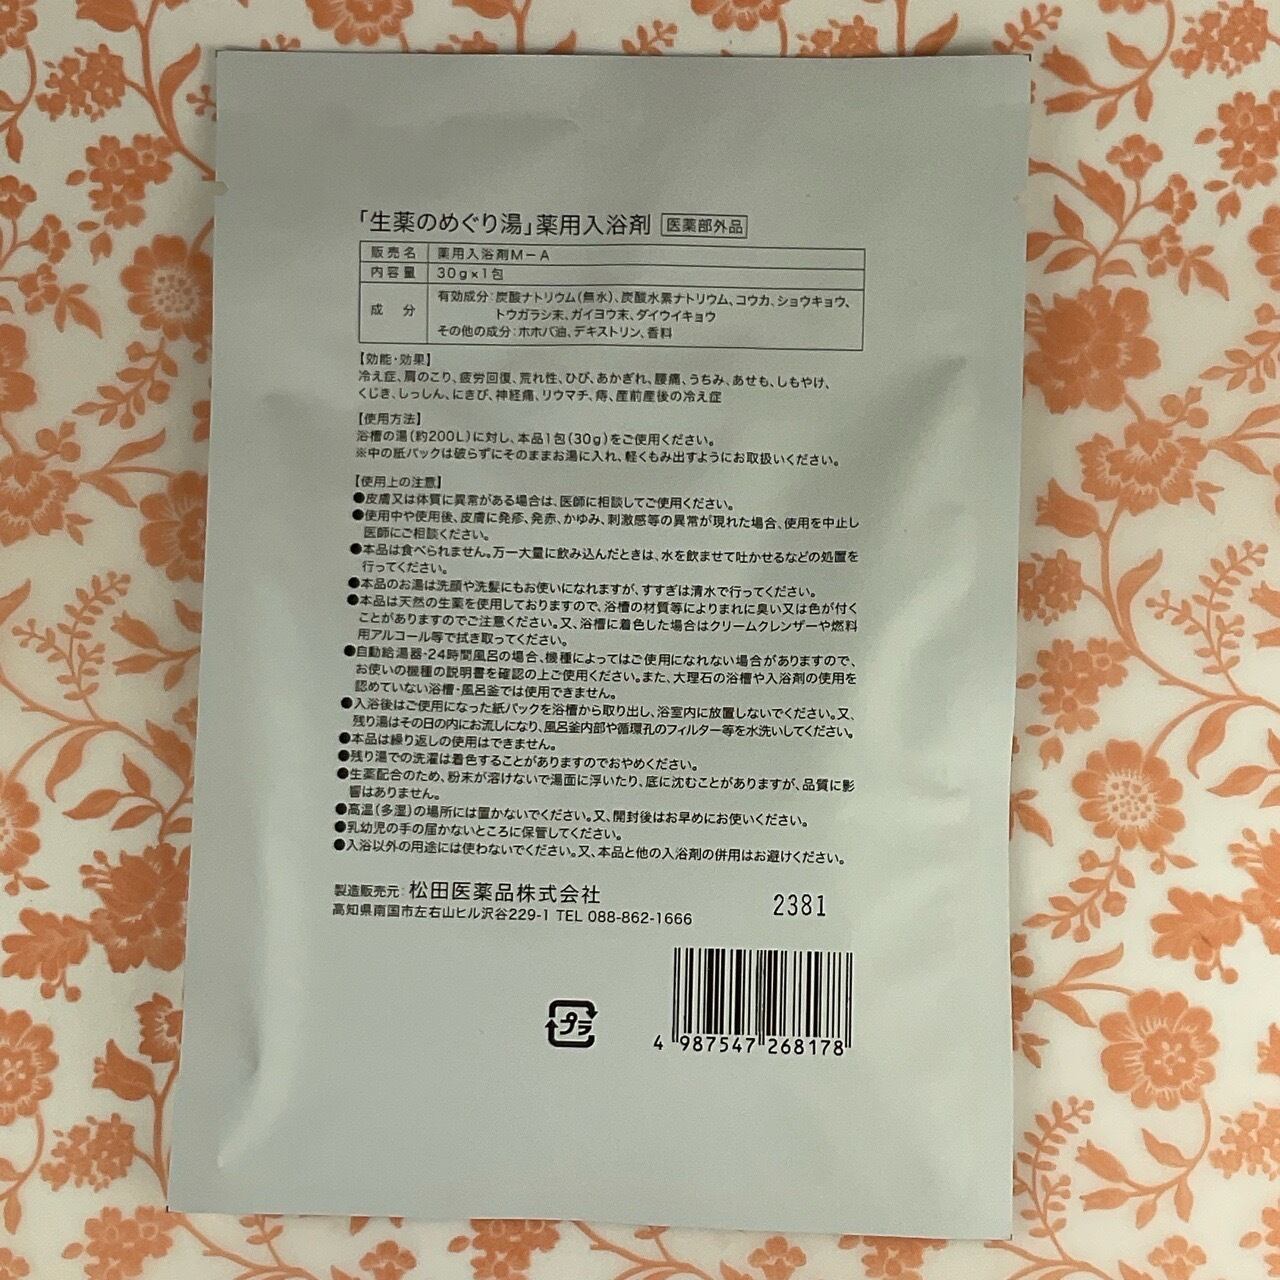 「生薬のめぐり湯」薬用入浴剤 医薬部外品
販売名 薬用入浴剤M-A
内容量 30g×1包
成分 有効成分:炭酸ナトリウム(無水)、炭酸水素ナトリウム、コウカ、ショウキョウ、
トウガラシ末、ガイヨウ末、ダイウイキョウ
その他の成分:ホホバ油、デキストリン、香料
【効能・効果】
冷え症、肩のこり、疲労回復、荒れ性、ひび、あかぎれ、腰痛、うちみ、あせも、しもやけ、
くじき、しっしん、にきび、神経痛、リウマチ、痔、産前産後の冷え症
【使用方法】
浴槽の湯(約200L)に対し、本品1包(30g)をご使用ください。
※中の紙パックは破らずにそのままお湯に入れ、軽くもみ出すようにお取扱いください。
【使用上の注意】
●皮膚又は体質に異常がある場合は、医師に相談してご使用ください。
●使用中や使用後、皮膚に発疹、発赤、かゆみ、刺激感等の異常が現れた場合、使用を中止し
医師にご相談ください。
●本品は食べられません。万一大量に飲み込んだときは、水を飲ませて吐かせるなどの処置を
行ってください。
●本品のお湯は洗顔や洗髪にもお使いになれますが、すすぎは清水で行ってください。
●本品は天然の生薬を使用しておりますので、浴槽の材質等によりまれに臭い又は色が付く
ことがありますのでご注意ください。又、浴槽に着色した場合はクリームクレンザーや燃料
用アルコール等で拭き取ってください。
●自動給湯器・24時間風呂の場合、機種によってはご使用になれない場合がありますので、
お使いの機種の説明書を確認の上ご使用ください。また、大理石の浴槽や入浴剤の使用を
認めていない浴槽・風呂釜では使用できません。
●入浴後はご使用になった紙パックを浴槽から取り出し、浴室内に放置しないでください。又、
残り湯はその日の内にお流しになり、風呂釜内部や循環孔のフィルター等を水洗いしてください。
●本品は繰り返しの使用はできません。
●残り湯での洗濯は着色することがありますのでおやめください。
●生薬配合のため、粉末が溶けないで湯面に浮いたり、底に沈むことがありますが、品質に影
響はありません。
●高温(多湿)の場所には置かないでください。又、開封後はお早めにお使いください。
●乳幼児の手の届かないところに保管してください。
●入浴以外の用途には使わないでください。又、本品と他の入浴剤の併用はお避けください。
製造販売元:松田医薬品株式会社
高知県南国市左右山ヒル沢谷229-1 TEL 088-862-1666
2381
プラ
4 987547 268178